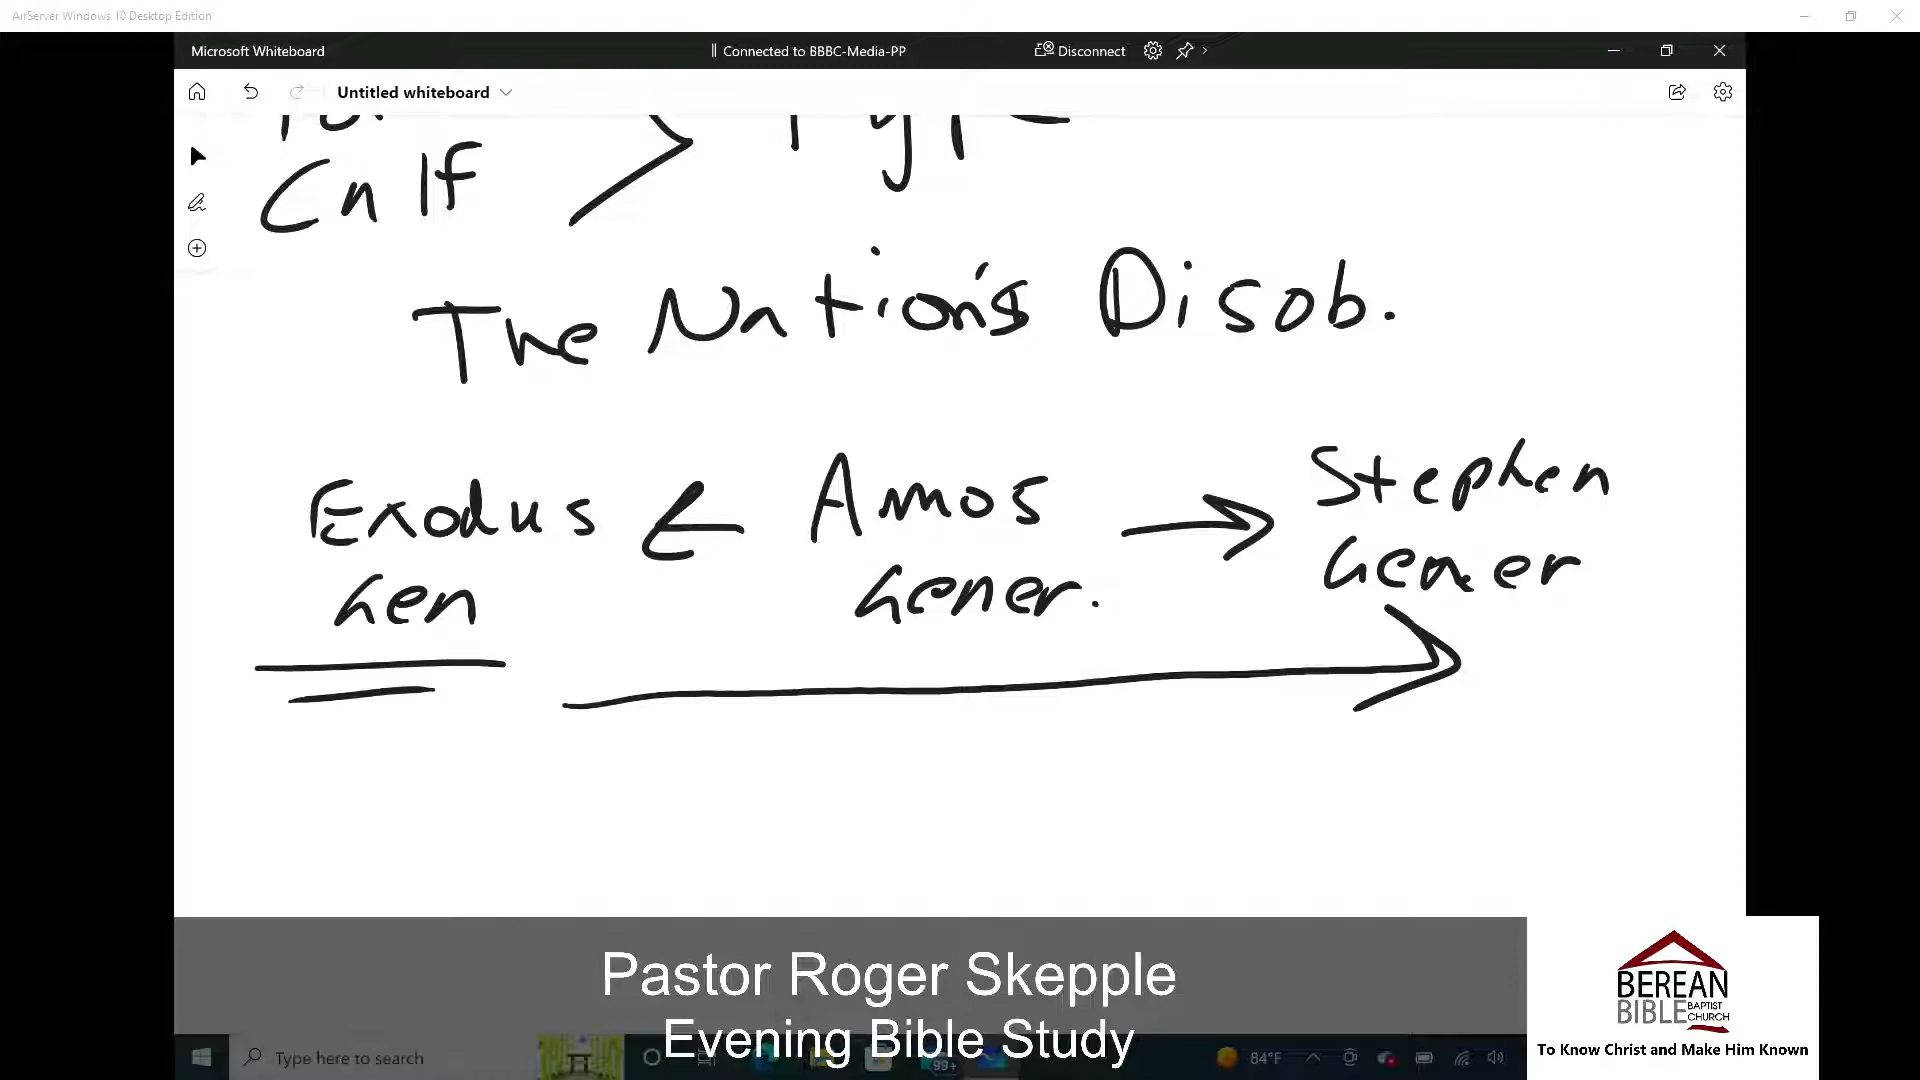 AirServer Windows 10 Desktop Edition
Microsoft Whiteboard
Connected to BBBC-Media-PP
Disconnect
Untitled whiteboard
Calf
Type
The Nation's Disob.
Exodus Amos Stephen
Gen Gener. Gener
Pastor Roger Skepple
Evening Bible Study
Type here to search
99+
84°F
BEREAN
BIBLE BAPTIST CHURCH
To Know Christ and Make Him Known